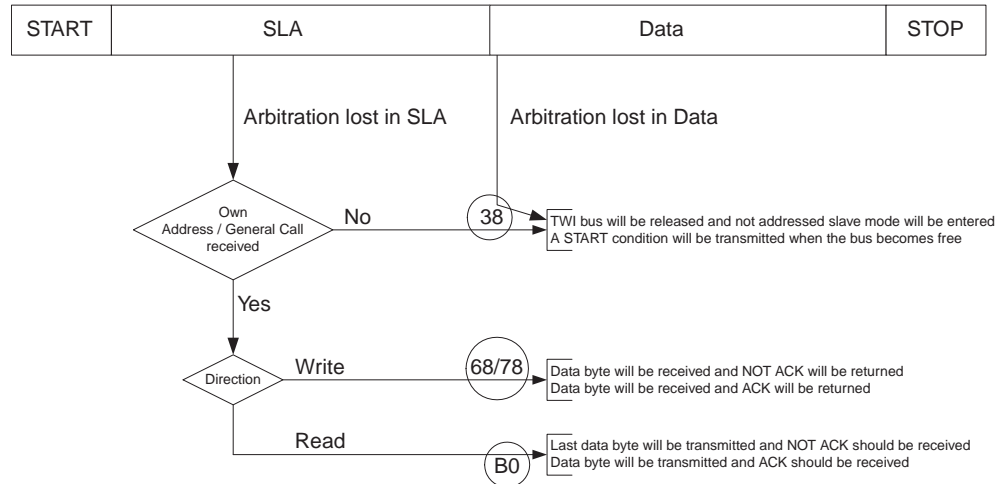 START
SLA
Data
STOP
Arbitration lost in SLA
Arbitration lost in Data
Own
Address / General Call
received
No
38
TWI bus will be released and not addressed slave mode will be entered
A START condition will be transmitted when the bus becomes free
Yes
Direction
Write
68/78
Data byte will be received and NOT ACK will be returned
Data byte will be received and ACK will be returned
Read
B0
Last data byte will be transmitted and NOT ACK should be received
Data byte will be transmitted and ACK should be received